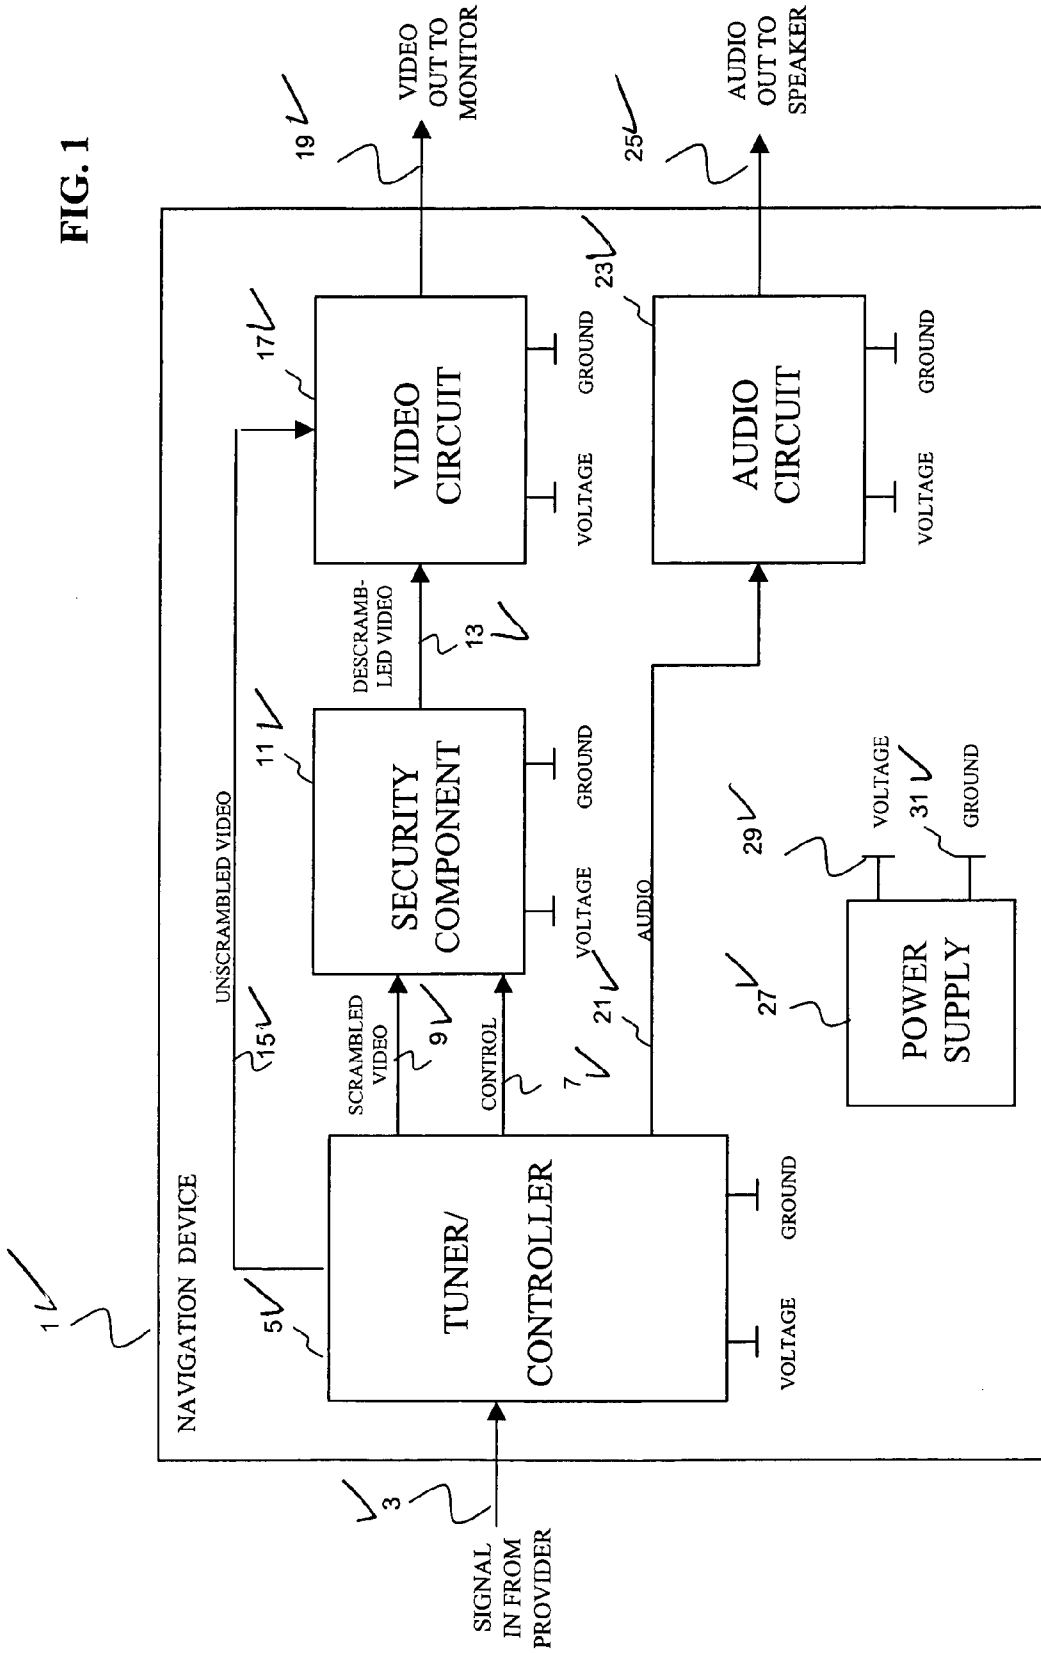 FIG. 1
1
NAVIGATION DEVICE
SIGNAL
IN FROM
PROVIDER
3
5
TUNER/
CONTROLLER
VOLTAGE
GROUND
15
UNSCRAMBLED VIDEO
SCRAMBLED
VIDEO
9
CONTROL
7
11
SECURITY
COMPONENT
VOLTAGE
GROUND
DESCRAMB-
LED VIDEO
13
17
VIDEO
CIRCUIT
VOLTAGE
GROUND
19
VIDEO
OUT TO
MONITOR
21
AUDIO
23
AUDIO
CIRCUIT
VOLTAGE
GROUND
25
AUDIO
OUT TO
SPEAKER
27
POWER
SUPPLY
29
VOLTAGE
31
GROUND